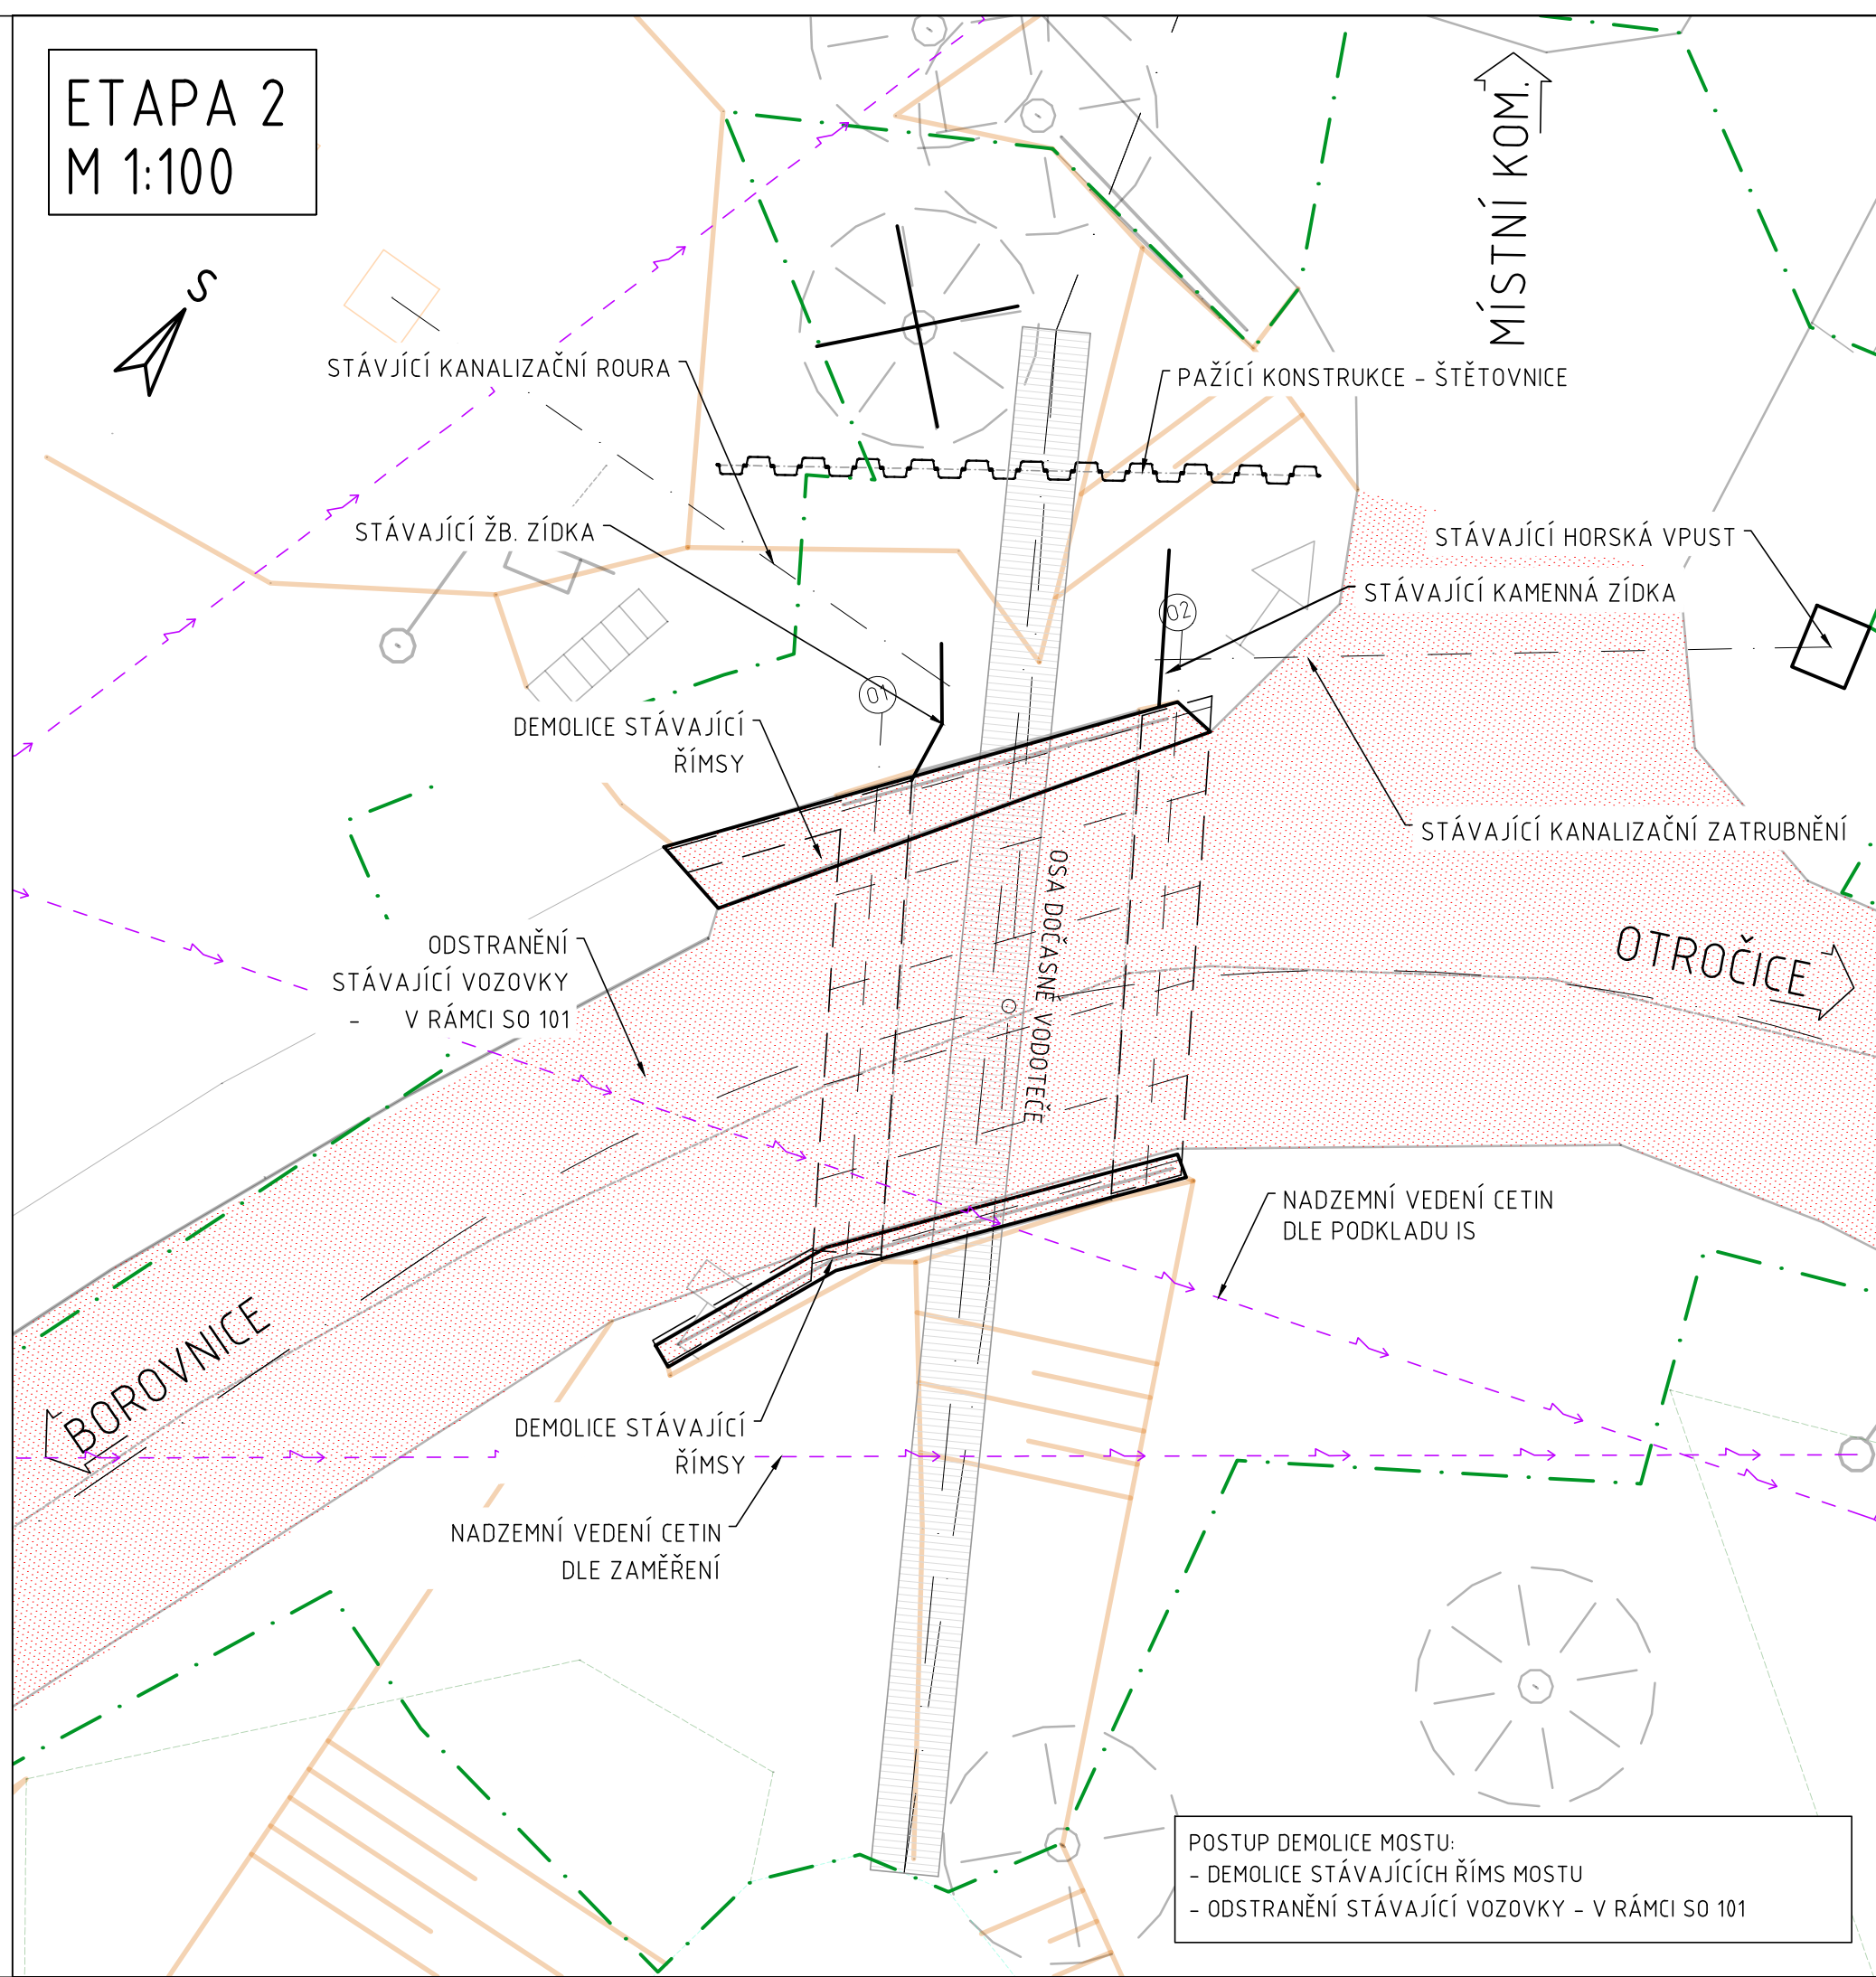 ETAPA 2
M 1:100
S
MÍSTNÍ KOM.
STÁVJÍCÍ KANALIZAČNÍ ROURA
PAŽÍCÍ KONSTRUKCE - ŠTĚTOVNICE
STÁVAJÍCÍ ŽB. ZÍDKA
STÁVAJÍCÍ HORSKÁ VPUST
STÁVAJÍCÍ KAMENNÁ ZÍDKA
02
01
DEMOLICE STÁVAJÍCÍ
ŘÍMSY
STÁVAJÍCÍ KANALIZAČNÍ ZATRUBNĚNÍ
OSA DOČASNÉ VODOTEČE
ODSTRANĚNÍ
STÁVAJÍCÍ VOZOVKY
- V RÁMCI SO 101
OTROČICE
NADZEMNÍ VEDENÍ CETIN
DLE PODKLADU IS
BOROVNICE
DEMOLICE STÁVAJÍCÍ
ŘÍMSY
NADZEMNÍ VEDENÍ CETIN
DLE ZAMĚŘENÍ
POSTUP DEMOLICE MOSTU:
- DEMOLICE STÁVAJÍCÍCH ŘÍMS MOSTU
- ODSTRANĚNÍ STÁVAJÍCÍ VOZOVKY - V RÁMCI SO 101